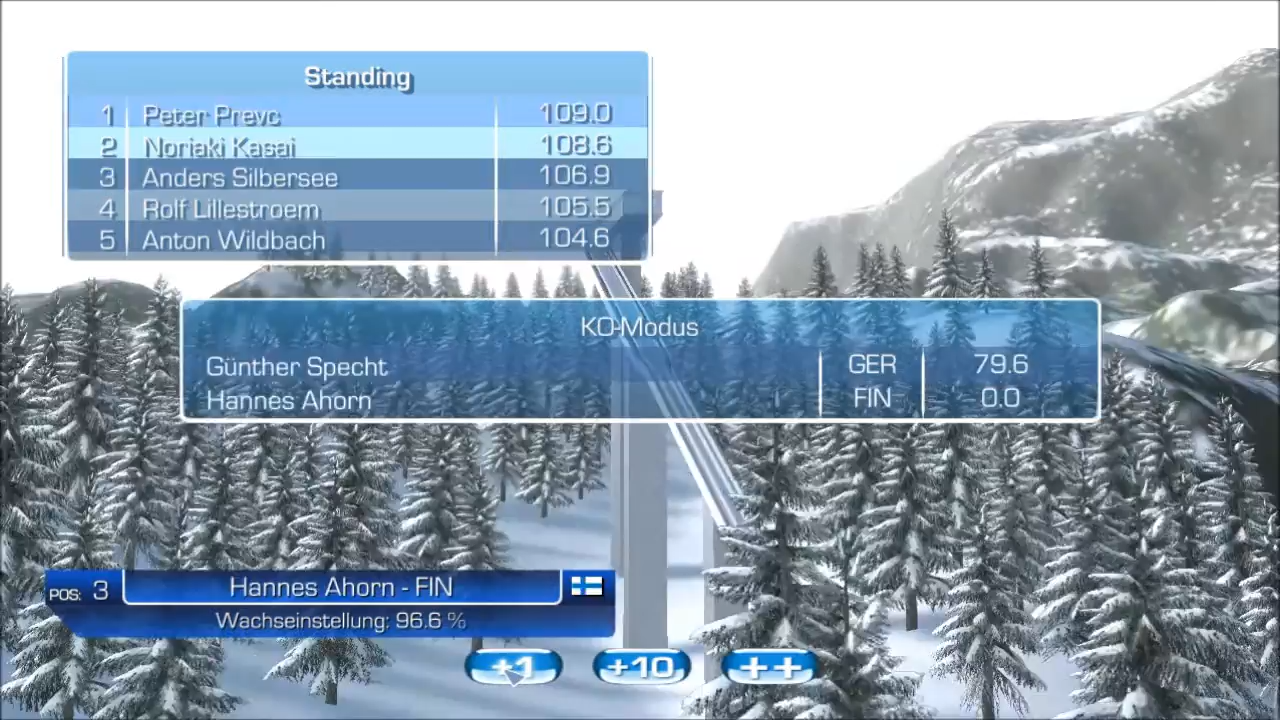 Standing
1 Peter Prevc 109.0
2 Noriaki Kasai 108.6
3 Anders Silbersee 106.9
4 Rolf Lillestroem 105.5
5 Anton Wildbach 104.6
KO-Modus
Günther Specht GER 79.6
Hannes Ahorn FIN 0.0
POS: 3 Hannes Ahorn - FIN
Wachseinstellung: 96.6 %
+1 +10 ++